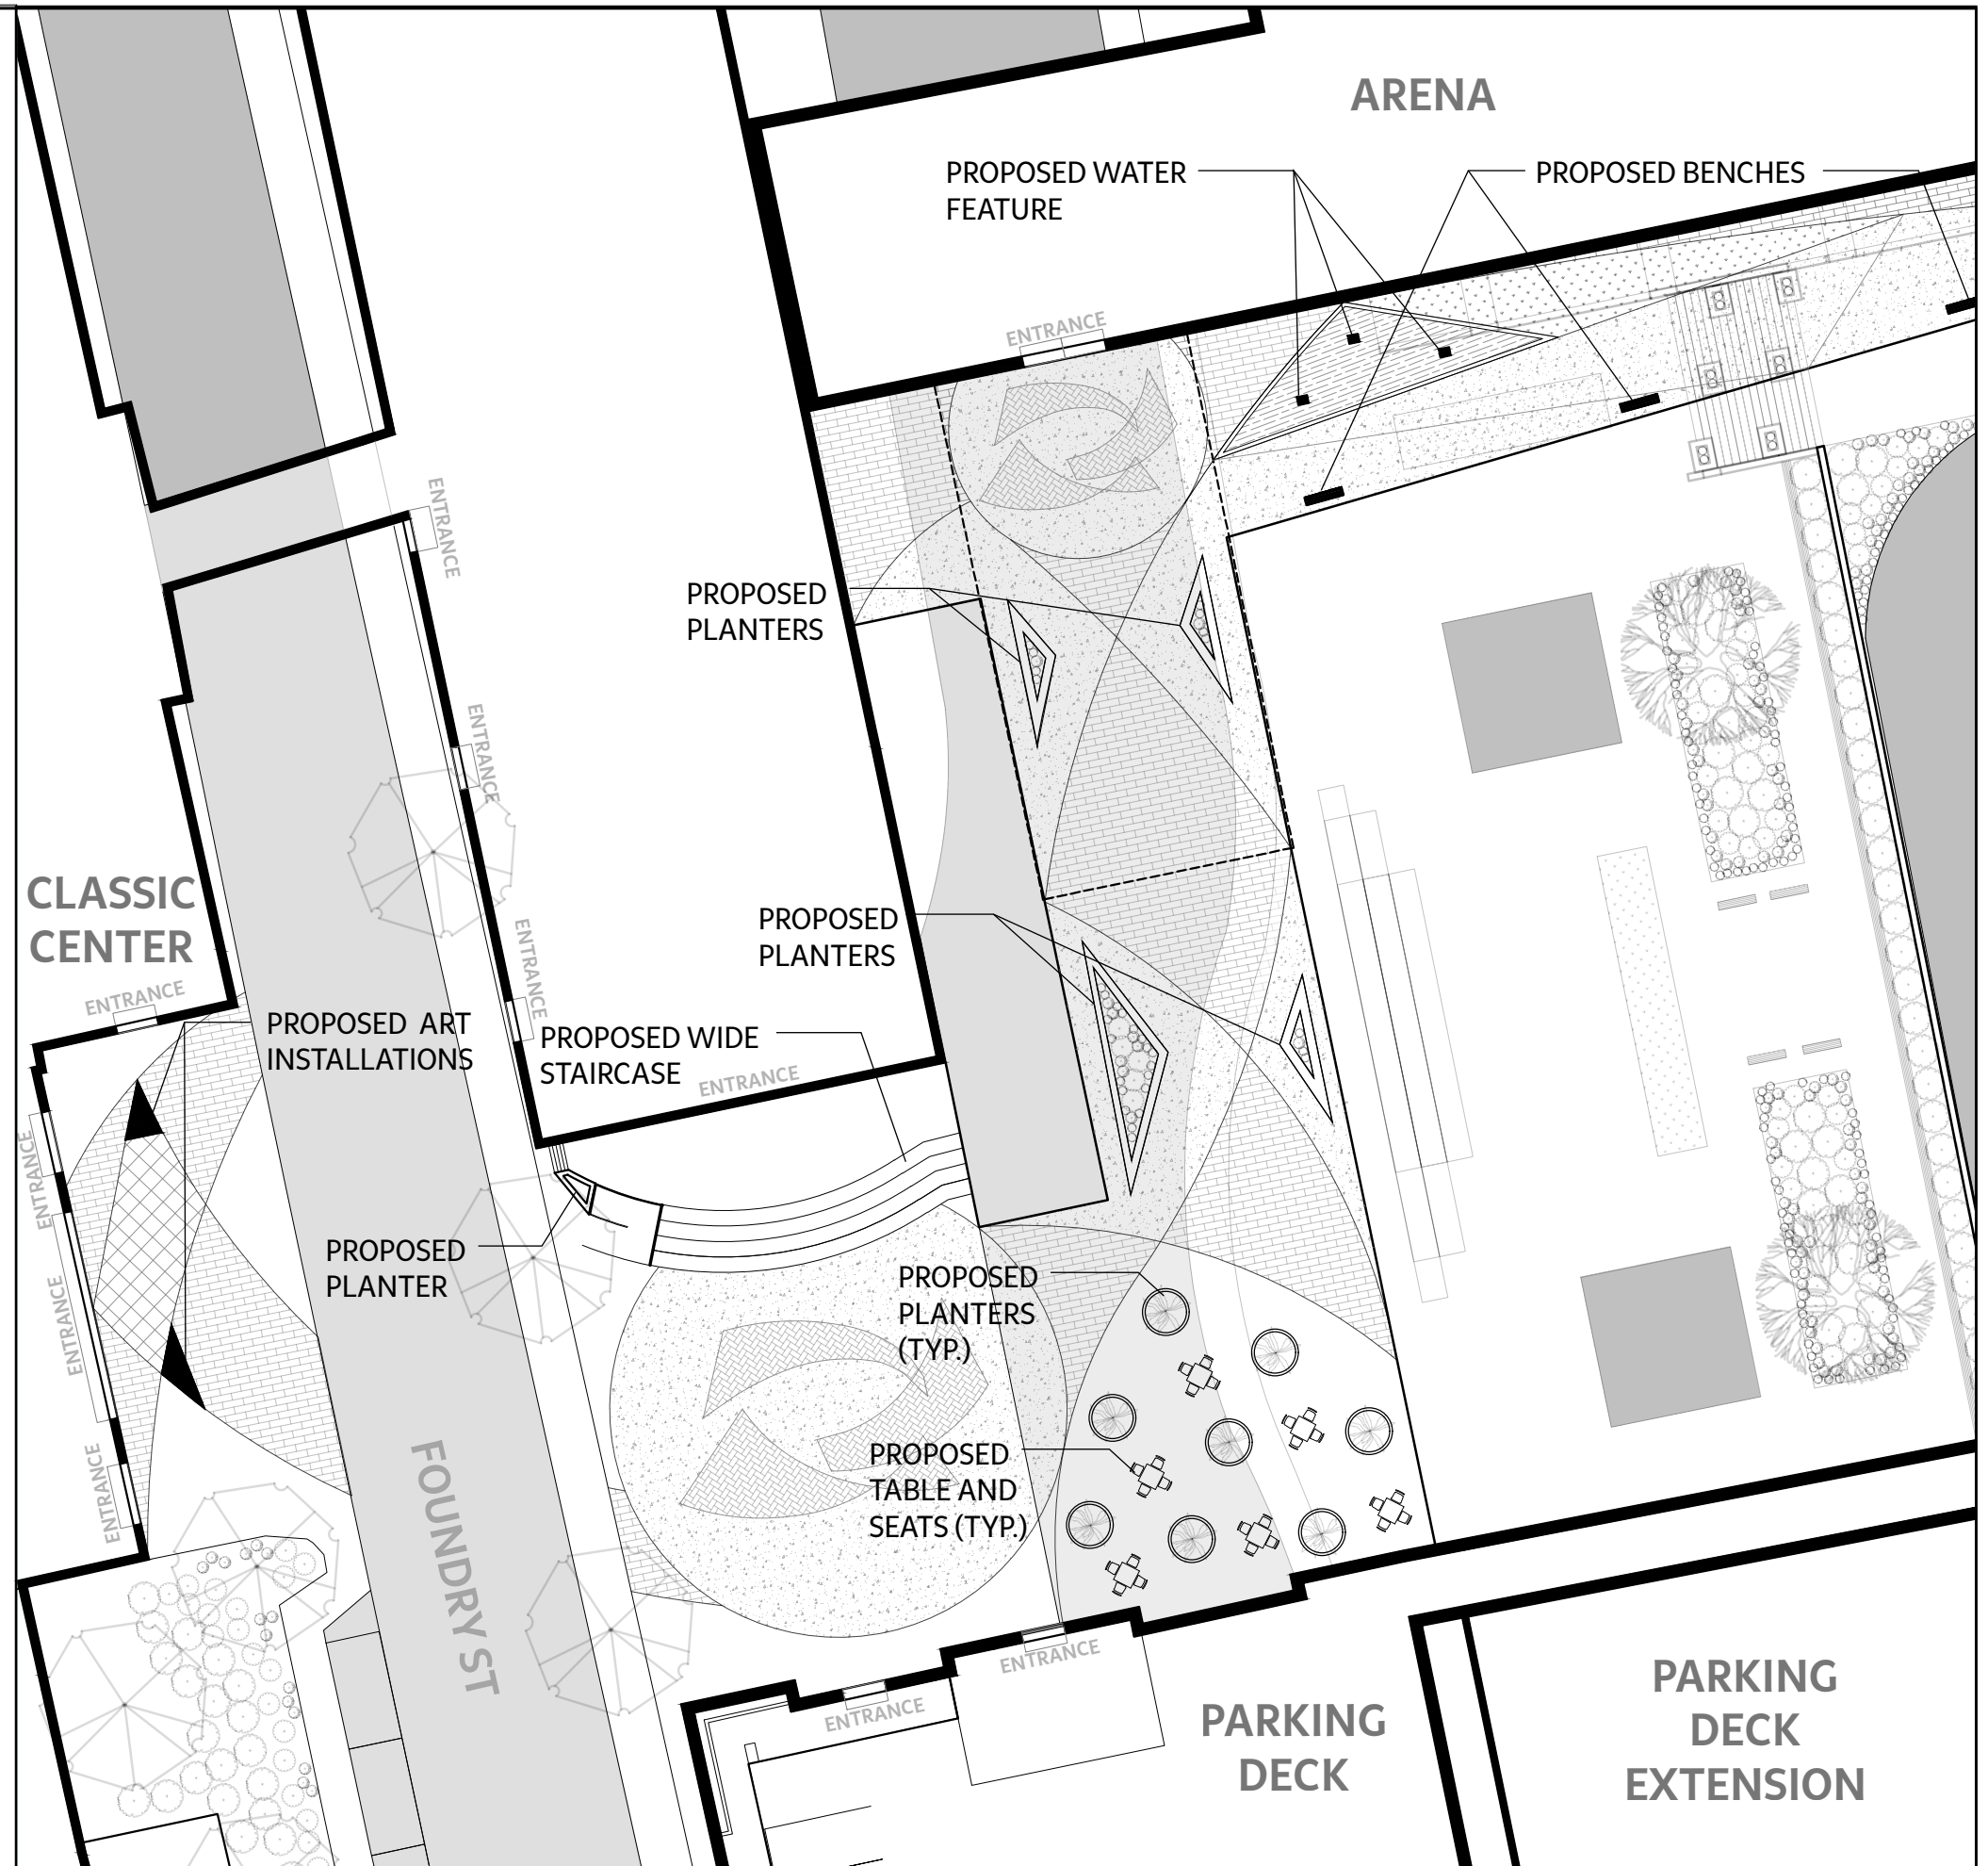 ARENA
PROPOSED WATER
FEATURE
PROPOSED BENCHES
ENTRANCE
ENTRANCE
PROPOSED
PLANTERS
ENTRANCE
CLASSIC
CENTER
PROPOSED
PLANTERS
ENTRANCE
ENTRANCE
PROPOSED ART
INSTALLATIONS
PROPOSED WIDE
STAIRCASE
ENTRANCE
ENTRANCE
PROPOSED
PLANTER
PROPOSED
PLANTERS
(TYP.)
ENTRANCE
ENTRANCE
PROPOSED
TABLE AND
SEATS (TYP.)
FOUNDRY ST
ENTRANCE
ENTRANCE
PARKING
DECK
PARKING
DECK
EXTENSION